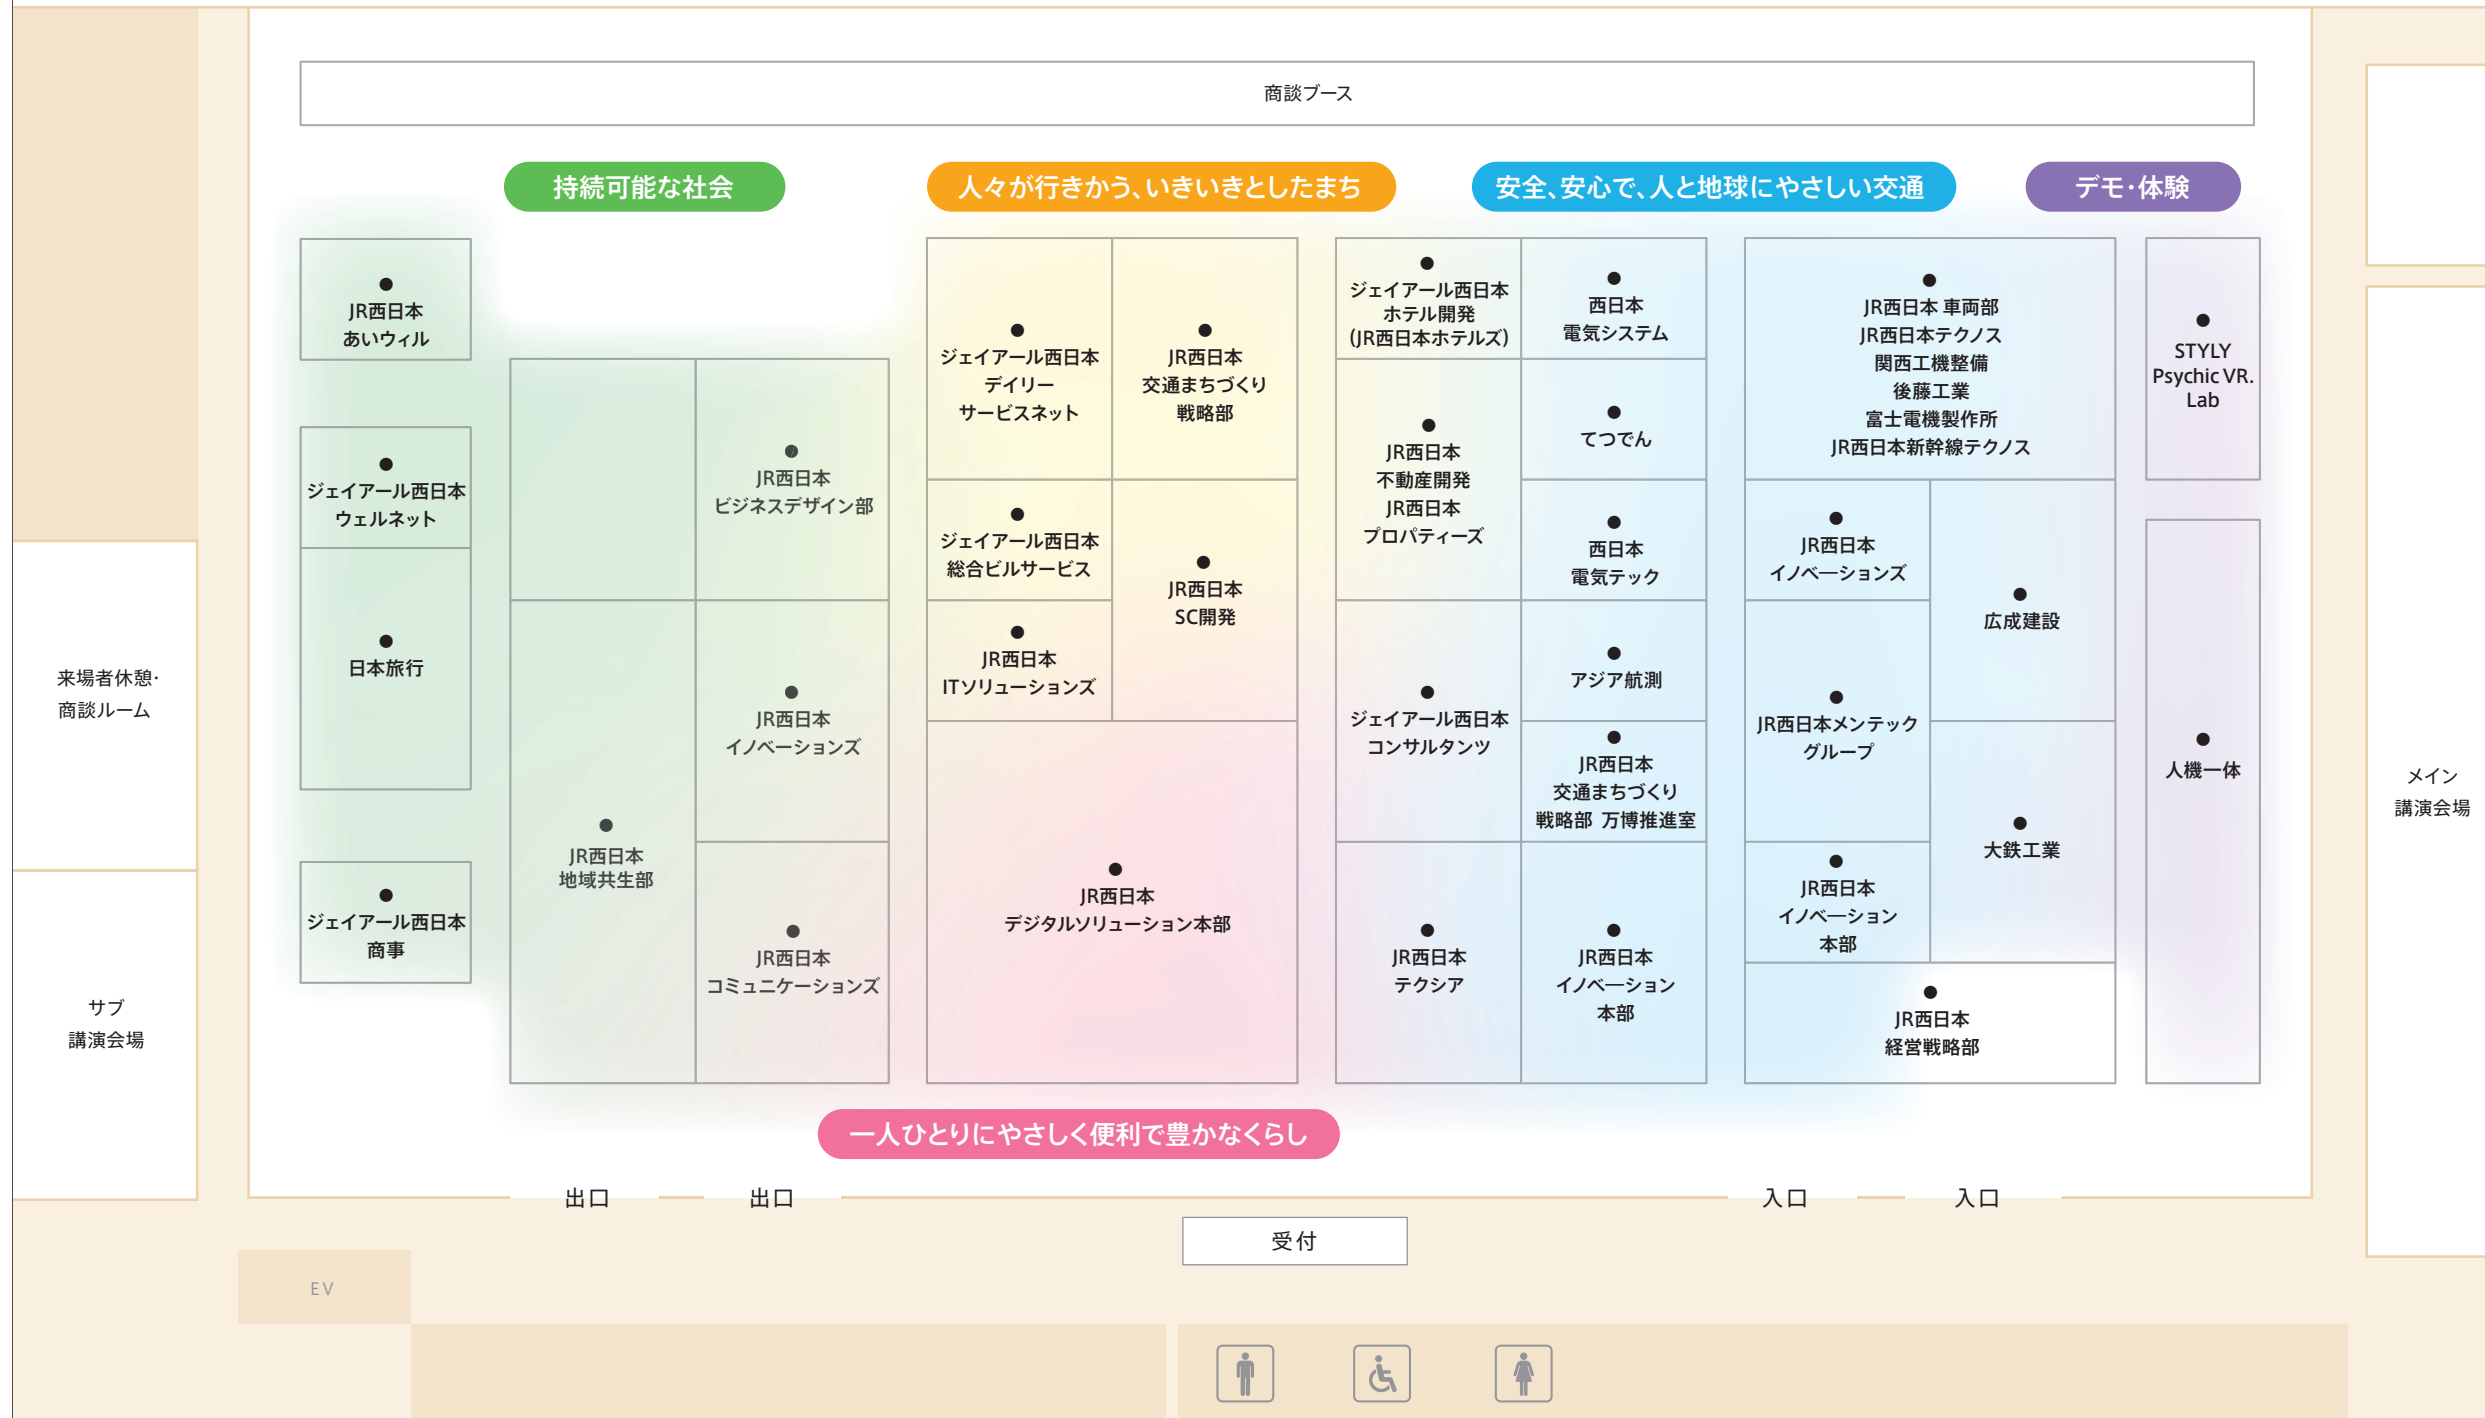 商談ブース
持続可能な社会
人々が行きかう、いきいきとしたまち
安全、安心で、人と地球にやさしい交通
デモ・体験
JR西日本
あいウィル
ジェイアール西日本
ウェルネット
日本旅行
ジェイアール西日本
商事
JR西日本
ビジネスデザイン部
JR西日本
イノベーションズ
JR西日本
地域共生部
JR西日本
コミュニケーションズ
ジェイアール西日本
デイリー
サービスネット
JR西日本
交通まちづくり
戦略部
ジェイアール西日本
総合ビルサービス
JR西日本
SC開発
JR西日本
ITソリューションズ
JR西日本
デジタルソリューション本部
ジェイアール西日本
ホテル開発
(JR西日本ホテルズ)
西日本
電気システム
JR西日本
不動産開発
JR西日本
プロパティーズ
てつでん
西日本
電気テック
ジェイアール西日本
コンサルタンツ
アジア航測
JR西日本
交通まちづくり
戦略部 万博推進室
JR西日本
テクシア
JR西日本
イノベーション
本部
JR西日本 車両部
JR西日本テクノス
関西工機整備
後藤工業
富士電機製作所
JR西日本新幹線テクノス
JR西日本
イノベーションズ
広成建設
JR西日本メンテック
グループ
大鉄工業
JR西日本
イノベーション
本部
JR西日本
経営戦略部
STYLY
Psychic VR.
Lab
人機一体
一人ひとりにやさしく便利で豊かなくらし
来場者休憩・
商談ルーム
サブ
講演会場
メイン
講演会場
出口
出口
入口
入口
受付
EV